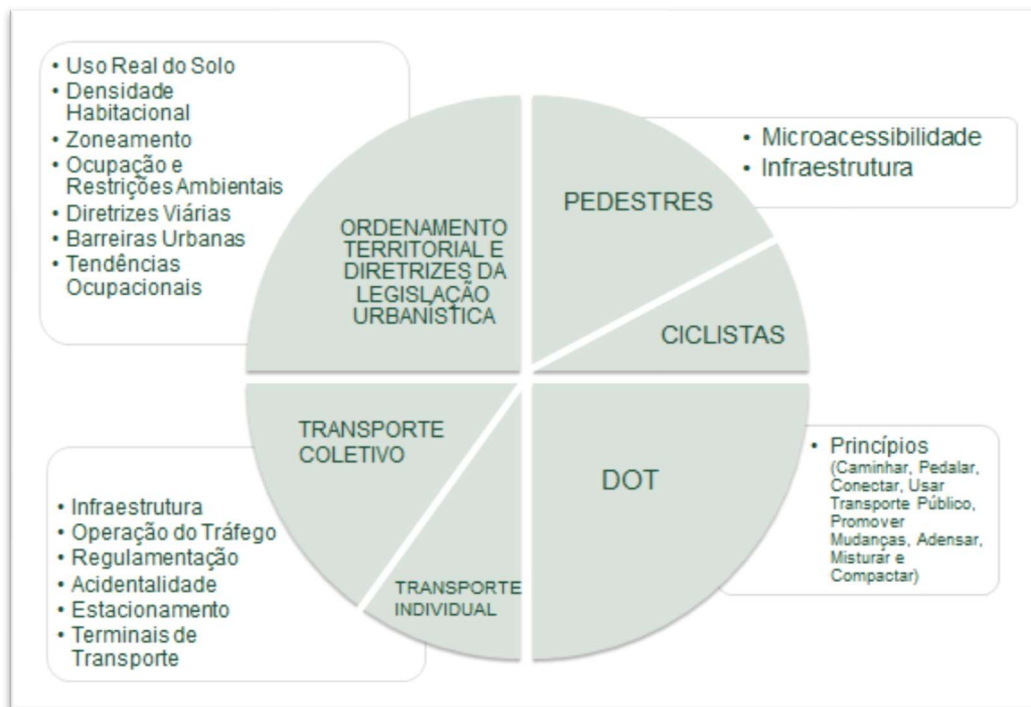 • Uso Real do Solo
• Densidade
Habitacional
• Zoneamento
• Ocupação e
Restrições Ambientais
• Diretrizes Viárias
• Barreiras Urbanas
• Tendências
Ocupacionais
ORDENAMENTO
TERRITORIAL E
DIRETRIZES DA
LEGISLAÇÃO
URBANÍSTICA
PEDESTRES
• Microacessibilidade
• Infraestrutura
CICLISTAS
TRANSPORTE
COLETIVO
• Infraestrutura
• Operação do Tráfego
• Regulamentação
• Acidentalidade
• Estacionamento
• Terminais de
Transporte
TRANSPORTE
INDIVIDUAL
DOT
• Princípios
(Caminhar, Pedalar,
Conectar, Usar
Transporte Público,
Promover
Mudanças, Adensar,
Misturar e
Compactar)